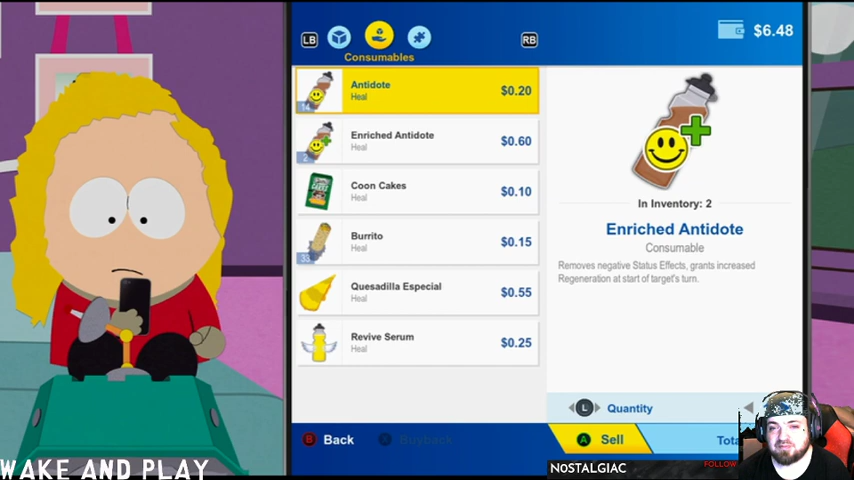 LB
RB
$6.48
Consumables
Antidote
Heal
$0.20
14
Enriched Antidote
Heal
$0.60
2
Coon Cakes
Heal
$0.10
Burrito
Heal
$0.15
33
Quesadilla Especial
Heal
$0.55
Revive Serum
Heal
$0.25
In Inventory: 2
Enriched Antidote
Consumable
Removes negative Status Effects, grants increased
Regeneration at start of target's turn.
L Quantity
B Back
X Buyback
A Sell
Tota
WAKE AND PLAY
NOSTALGIAC
FOLLOW